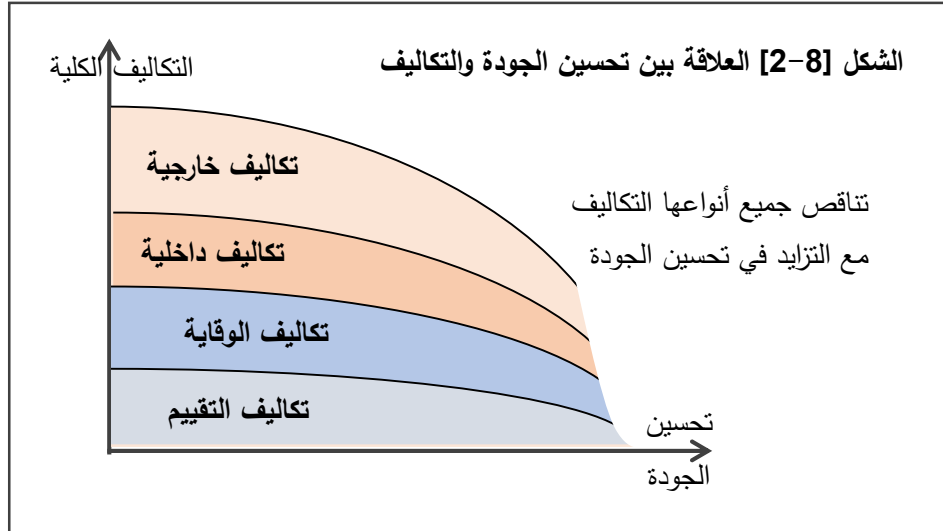 الشكل [8-2] العلاقة بين تحسين الجودة والتكاليف
التكاليف الكلية
تكاليف خارجية
تناقص جميع أنواعها التكاليف
مع التزايد في تحسين الجودة
تكاليف داخلية
تكاليف الوقاية
تكاليف التقييم
تحسين
الجودة